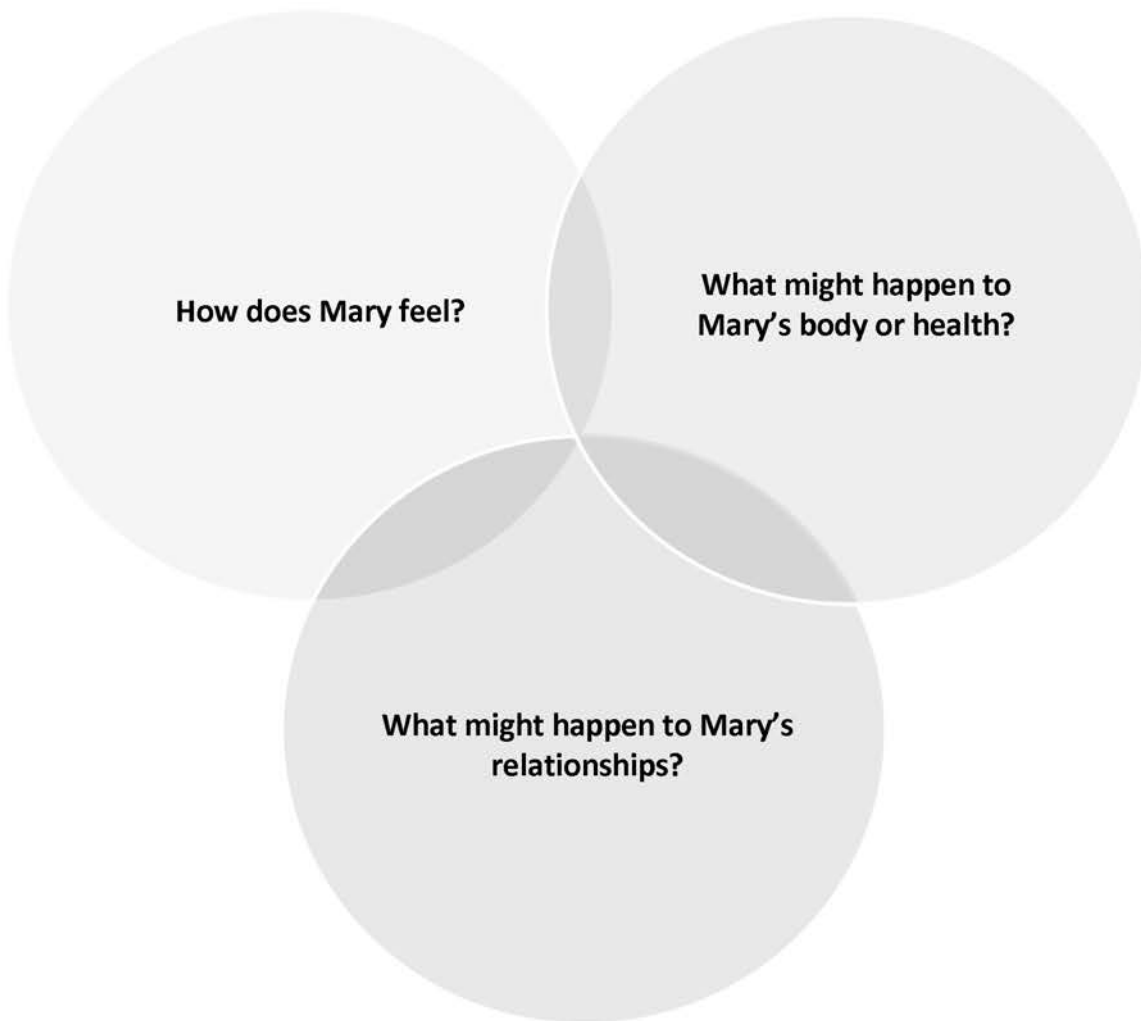 How does Mary feel?
What might happen to
Mary’s body or health?
What might happen to Mary’s
relationships?